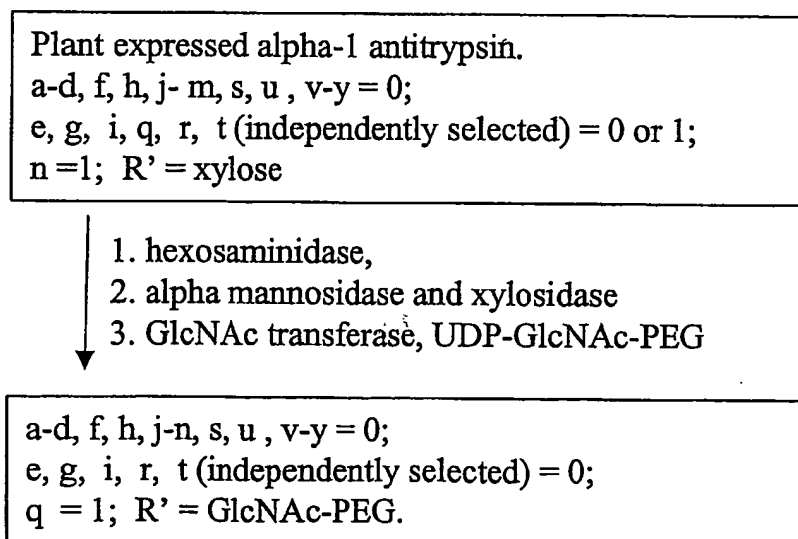 Plant expressed alpha-1 antitrypsin.
a-d, f, h, j- m, s, u , v-y = 0;
e, g, i, q, r, t (independently selected) = 0 or 1;
n =1; R’ = xylose
1. hexosaminidase,
2. alpha mannosidase and xylosidase
3. GlcNAc transferase, UDP-GlcNAc-PEG
a-d, f, h, j-n, s, u , v-y = 0;
e, g, i, r, t (independently selected) = 0;
q = 1; R’ = GlcNAc-PEG.